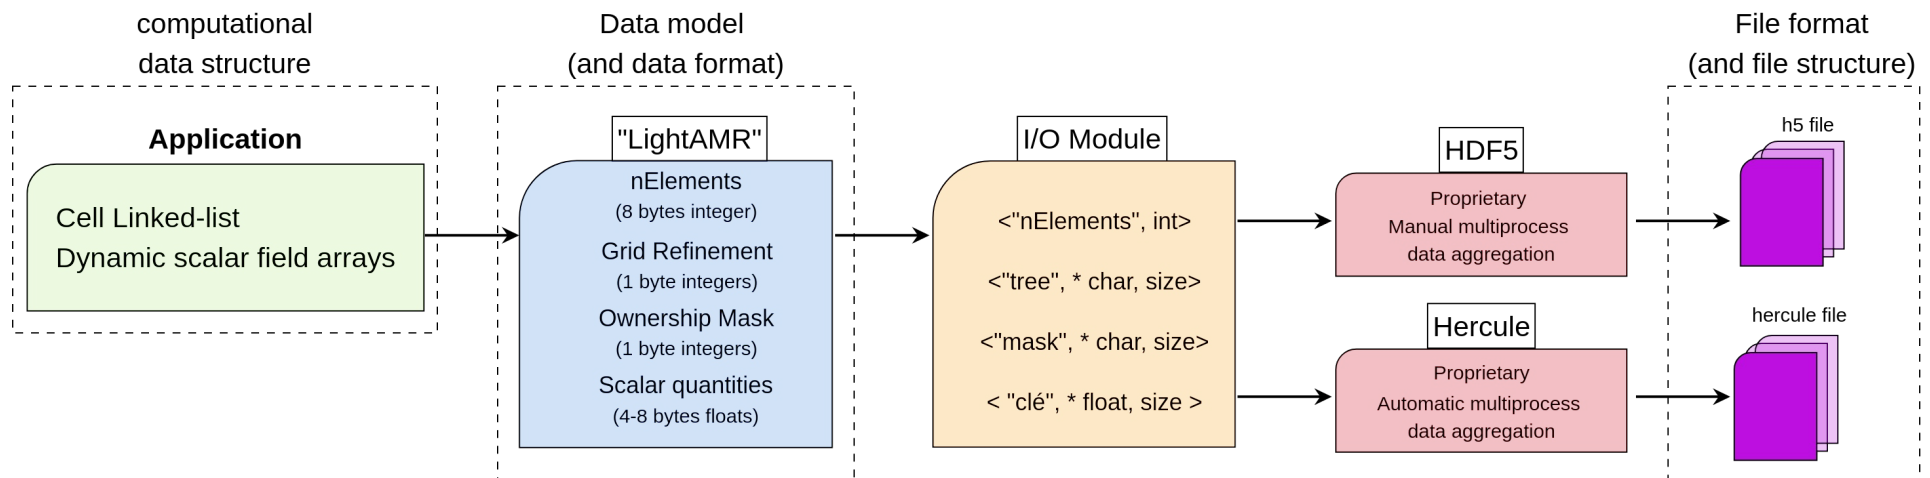 computational
data structure
Application
Cell Linked-list
Dynamic scalar field arrays
Data model
(and data format)
"LightAMR"
nElements
(8 bytes integer)
Grid Refinement
(1 byte integers)
Ownership Mask
(1 byte integers)
Scalar quantities
(4-8 bytes floats)
I/O Module
<"nElements", int>
<"tree", * char, size>
<"mask", * char, size>
< "clé", * float, size >
HDF5
Proprietary
Manual multiprocess
data aggregation
Hercule
Proprietary
Automatic multiprocess
data aggregation
File format
(and file structure)
h5 file
hercule file